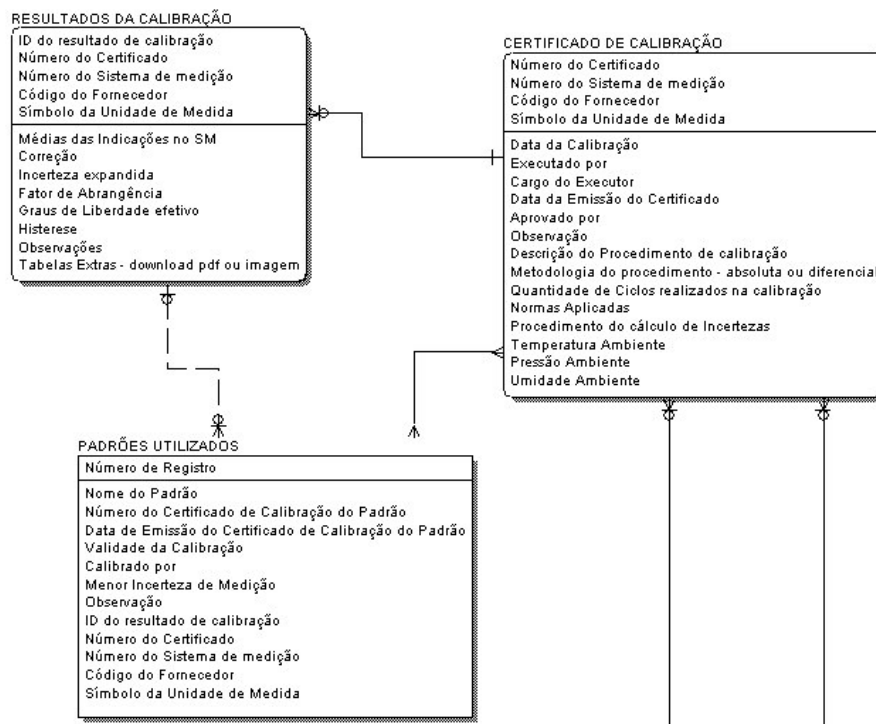 RESULTADOS DA CALIBRAÇÃO
ID do resultado de calibração
Número do Certificado
Número do Sistema de medição
Código do Fornecedor
Símbolo da Unidade de Medida
Médias das Indicações no SM
Correção
Incerteza expandida
Fator de Abrangência
Graus de Liberdade efetivo
Histerese
Observações
Tabelas Extras - download pdf ou imagem
CERTIFICADO DE CALIBRAÇÃO
Número do Certificado
Número do Sistema de medição
Código do Fornecedor
Símbolo da Unidade de Medida
Data da Calibração
Executado por
Cargo do Executor
Data da Emissão do Certificado
Aprovado por
Observação
Descrição do Procedimento de calibração
Metodologia do procedimento - absoluta ou diferencial
Quantidade de Ciclos realizados na calibração
Normas Aplicadas
Procedimento do cálculo de Incertezas
Temperatura Ambiente
Pressão Ambiente
Umidade Ambiente
PADRÕES UTILIZADOS
Número de Registro
Nome do Padrão
Número do Certificado de Calibração do Padrão
Data de Emissão do Certificado de Calibração do Padrão
Validade da Calibração
Calibrado por
Menor Incerteza de Medição
Observação
ID do resultado de calibração
Número do Certificado
Número do Sistema de medição
Código do Fornecedor
Símbolo da Unidade de Medida